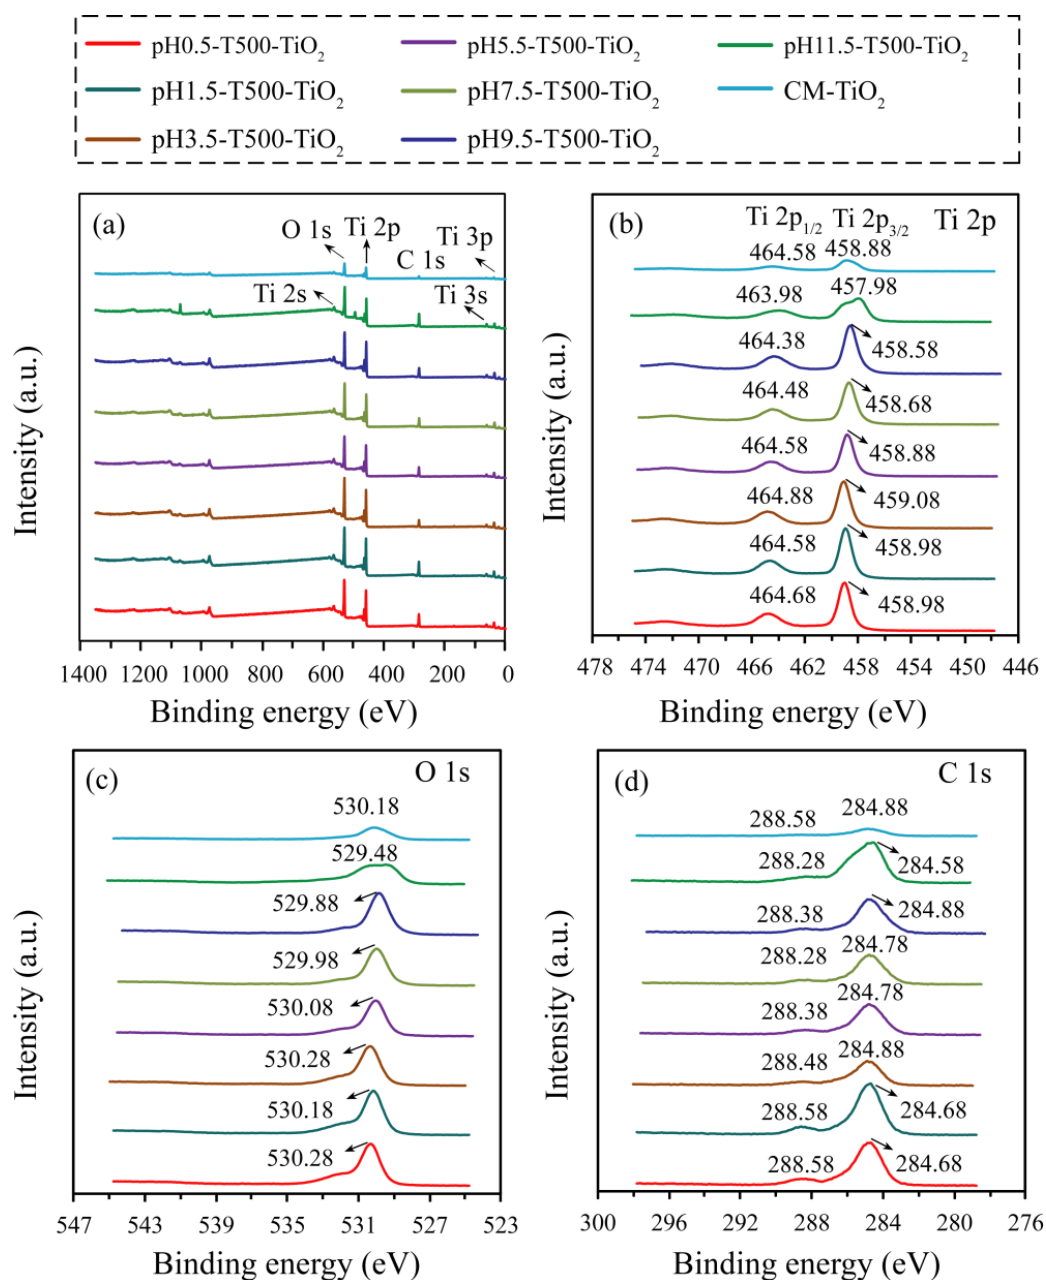 pH0.5-T500-TiO₂ pH5.5-T500-TiO₂ pH11.5-T500-TiO₂
pH1.5-T500-TiO₂ pH7.5-T500-TiO₂ CM-TiO₂
pH3.5-T500-TiO₂ pH9.5-T500-TiO₂
(a)
O 1s Ti 2p C 1s Ti 3p
Ti 2s Ti 3s
Intensity (a.u.)
1400 1200 1000 800 600 400 200 0
Binding energy (eV)
(b) Ti 2p₁/₂ Ti 2p₃/₂ Ti 2p
464.58 458.88
463.98 457.98
464.38 458.58
464.48 458.68
464.58 458.88
464.88 459.08
464.58 458.98
464.68 458.98
Intensity (a.u.)
478 474 470 466 462 458 454 450 446
Binding energy (eV)
(c) O 1s
530.18
529.48
529.88
529.98
530.08
530.28
530.18
530.28
Intensity (a.u.)
547 543 539 535 531 527 523
Binding energy (eV)
(d) C 1s
288.58 284.88
288.28 284.58
288.38 284.88
288.28 284.78
288.38 284.78
288.48 284.88
288.58 284.68
288.58 284.68
Intensity (a.u.)
300 296 292 288 284 280 276
Binding energy (eV)